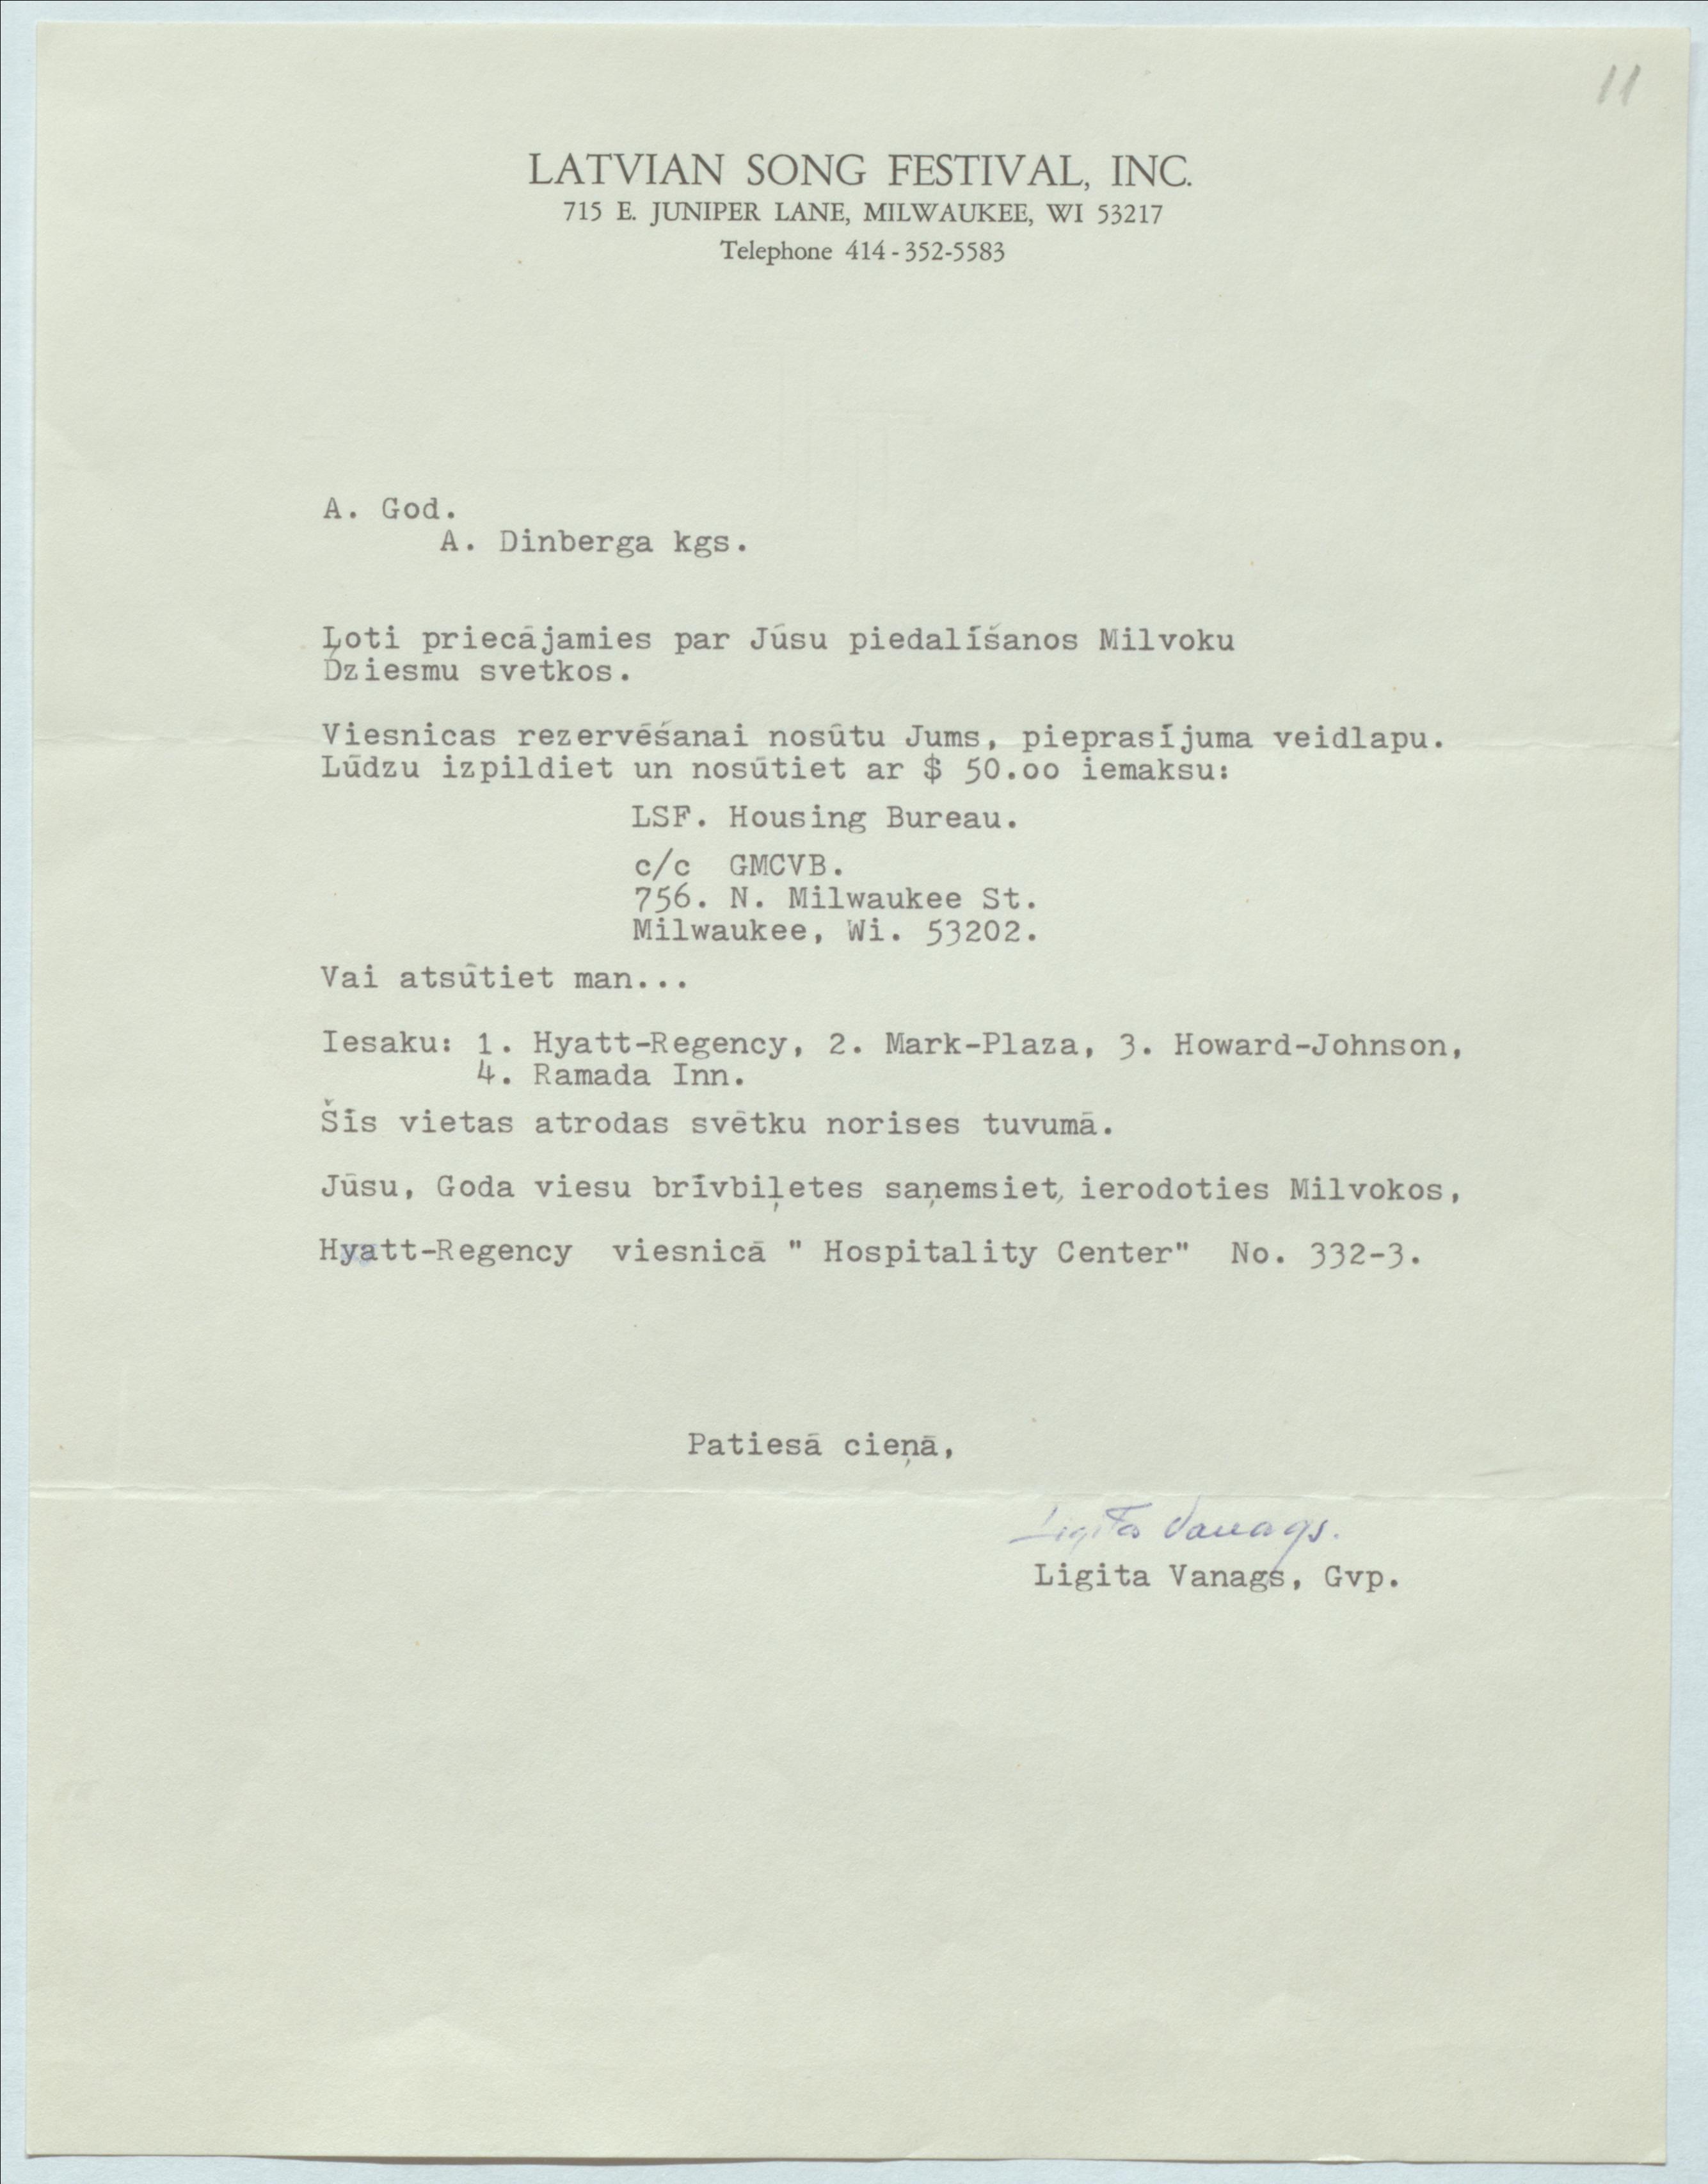 11
LATVIAN SONG FESTIVAL, INC.
715 E. JUNIPER LANE, MILWAUKEE, WI 53217
Telephone 414-352-5583
A. God.
A. Dinberga kgs.
Ļoti priecājamies par Jūsu piedalīšanos Milvoku
Dziesmu svetkos.
Viesnicas rezervēšanai nosūtu Jums, pieprasījuma veidlapu.
Lūdzu izpildiet un nosūtiet ar $ 50.oo iemaksu:
LSF. Housing Bureau.
c/c GMCVB.
756. N. Milwaukee St.
Milwaukee, Wi. 53202.
Vai atsūtiet man...
Iesaku: 1. Hyatt-Regency, 2. Mark-Plaza, 3. Howard-Johnson,
4. Ramada Inn.
Šīs vietas atrodas svētku norises tuvumā.
Jūsu, Goda viesu brīvbiļetes saņemsiet, ierodoties Milvokos,
Hyatt-Regency viesnicā " Hospitality Center" No. 332-3.
Patiesā cieņā,
Ligita Vanags.
Ligita Vanags, Gvp.